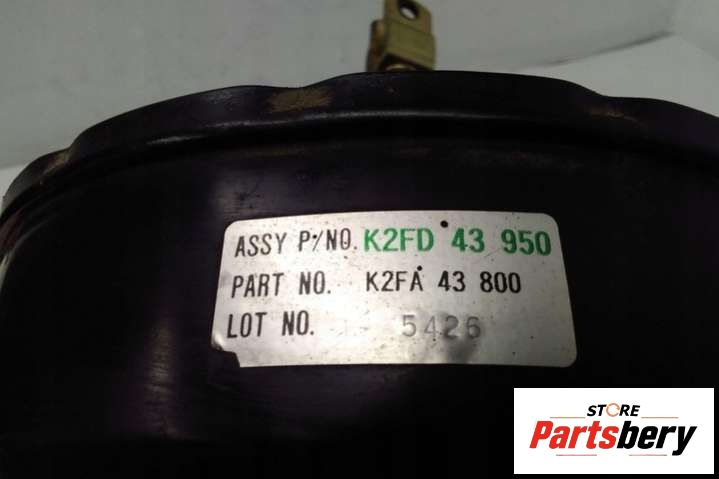 ASSY P/NO. K2FD 43 950
PART NO. K2FA 43 800
LOT NO. 5426
STORE
Partsbery